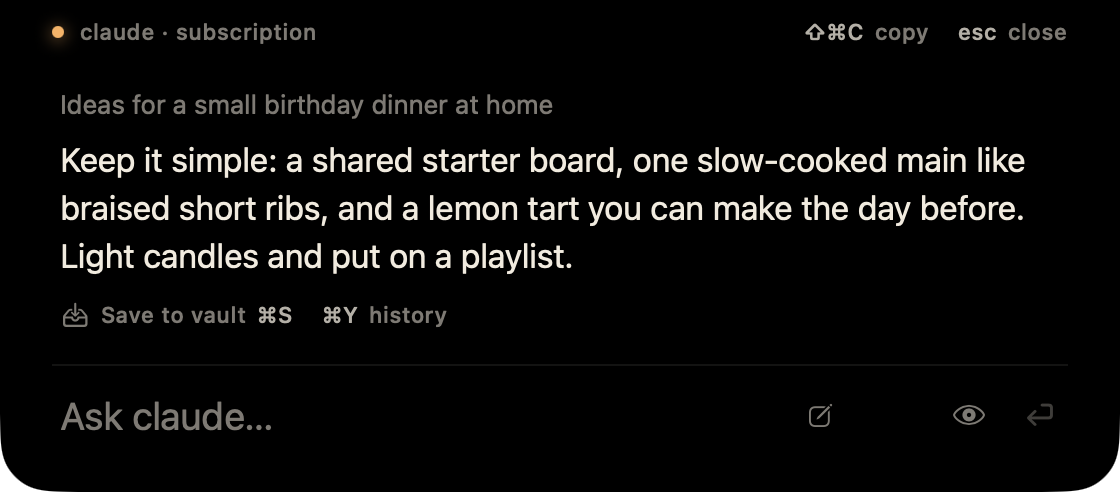 claude · subscription ⇧⌘C copy esc close
Ideas for a small birthday dinner at home
Keep it simple: a shared starter board, one slow-cooked main like
braised short ribs, and a lemon tart you can make the day before.
Light candles and put on a playlist.
Save to vault ⌘S ⌘Y history
Ask claude...